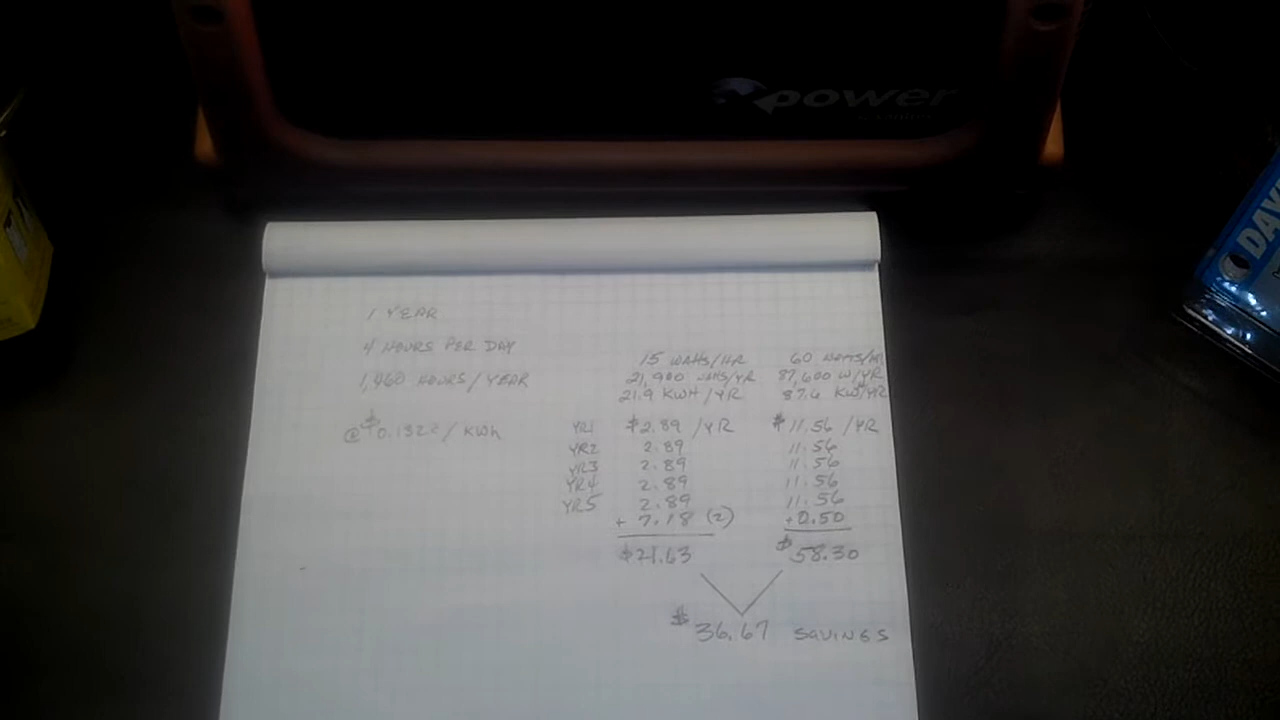 power
DAY
1 YEAR
4 HOURS PER DAY
1,460 HOURS / YEAR
@ $0.1322 / KWh
15 WATTS/HR 60 WATTS/HR
21,900 WATTS/YR 87,600 W/YR
21.9 KWH/YR 87.6 KWH/YR
YR1 $2.89 /YR $11.56 /YR
YR2 2.89 11.56
YR3 2.89 11.56
YR4 2.89 11.56
YR5 2.89 11.56
+ 7.18 (2) +0.50
$21.63 $58.30
$36.67 SAVINGS